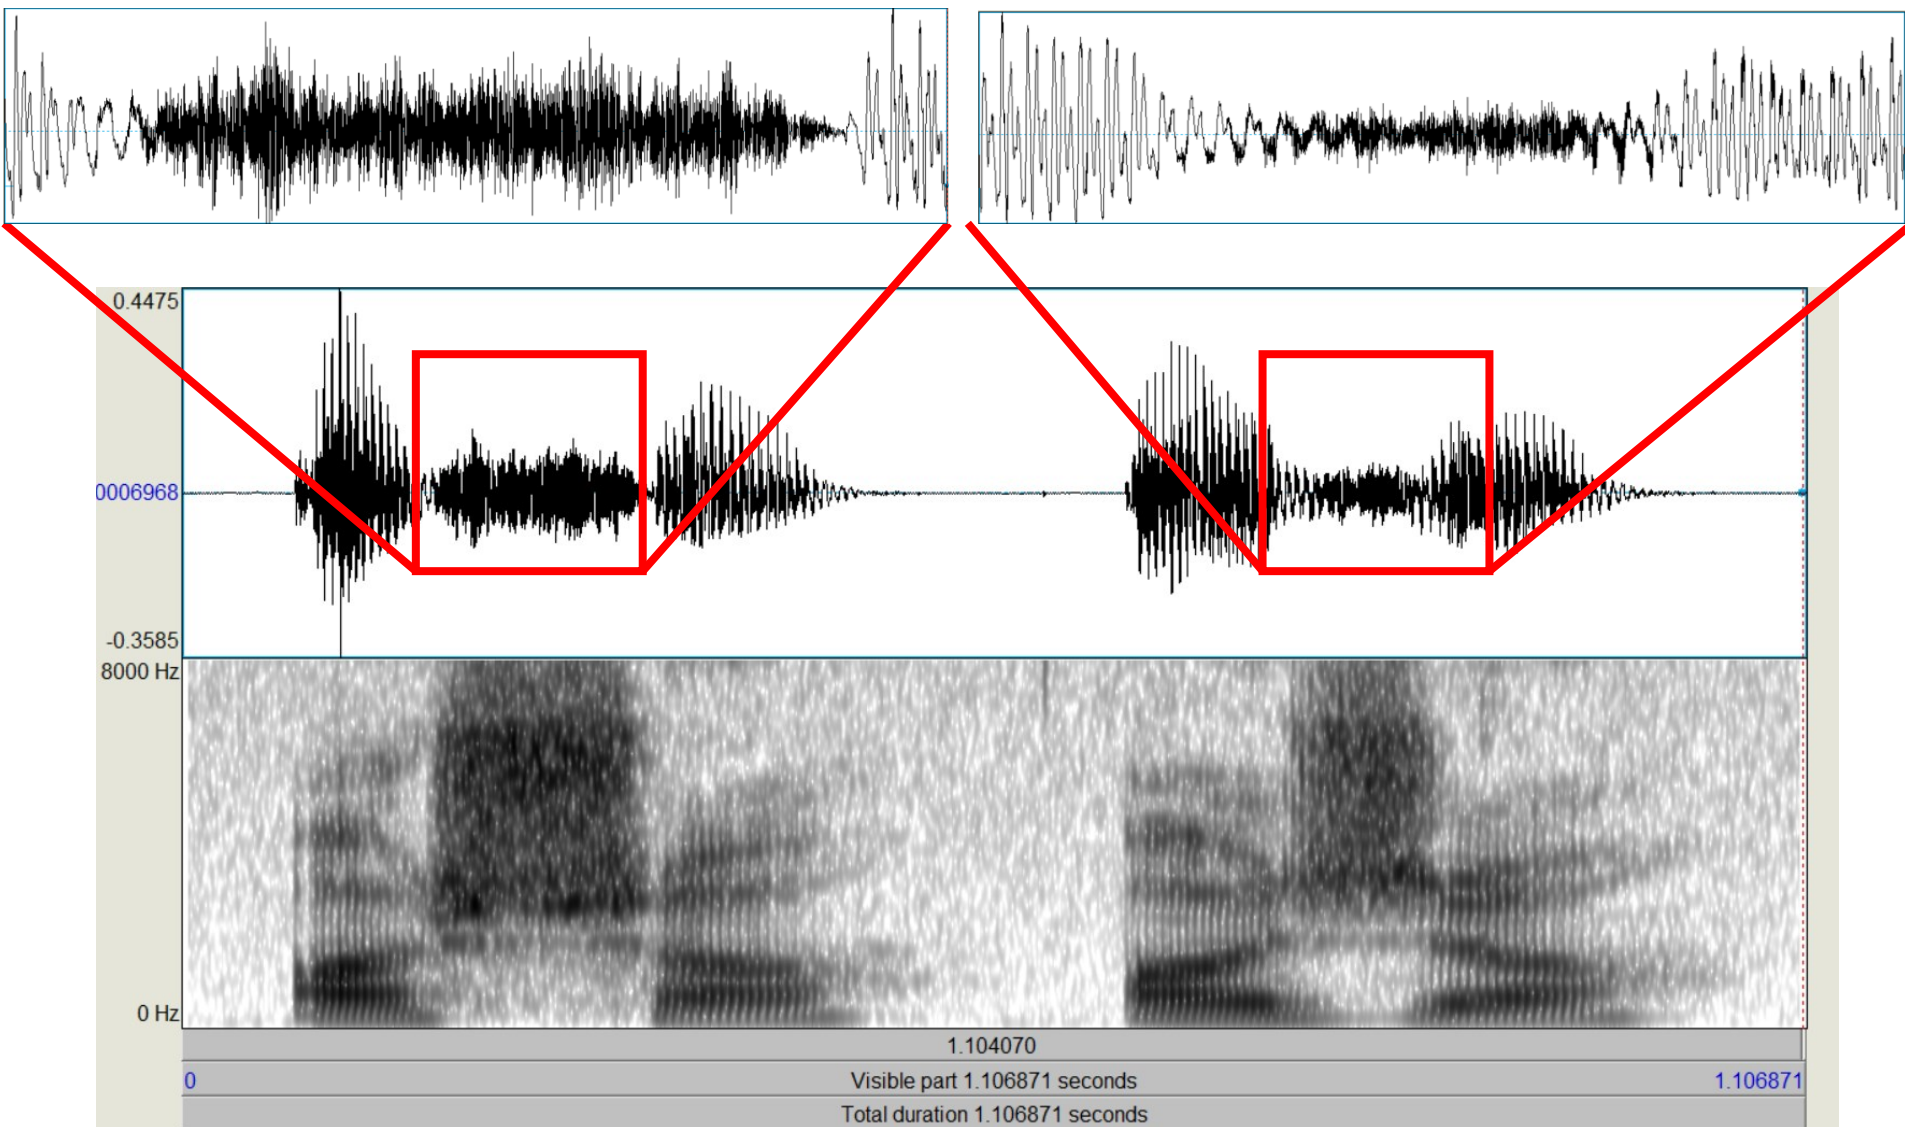 0.4475
0006968
-0.3585
8000 Hz
0 Hz
1.104070
0 Visible part 1.106871 seconds 1.106871
Total duration 1.106871 seconds